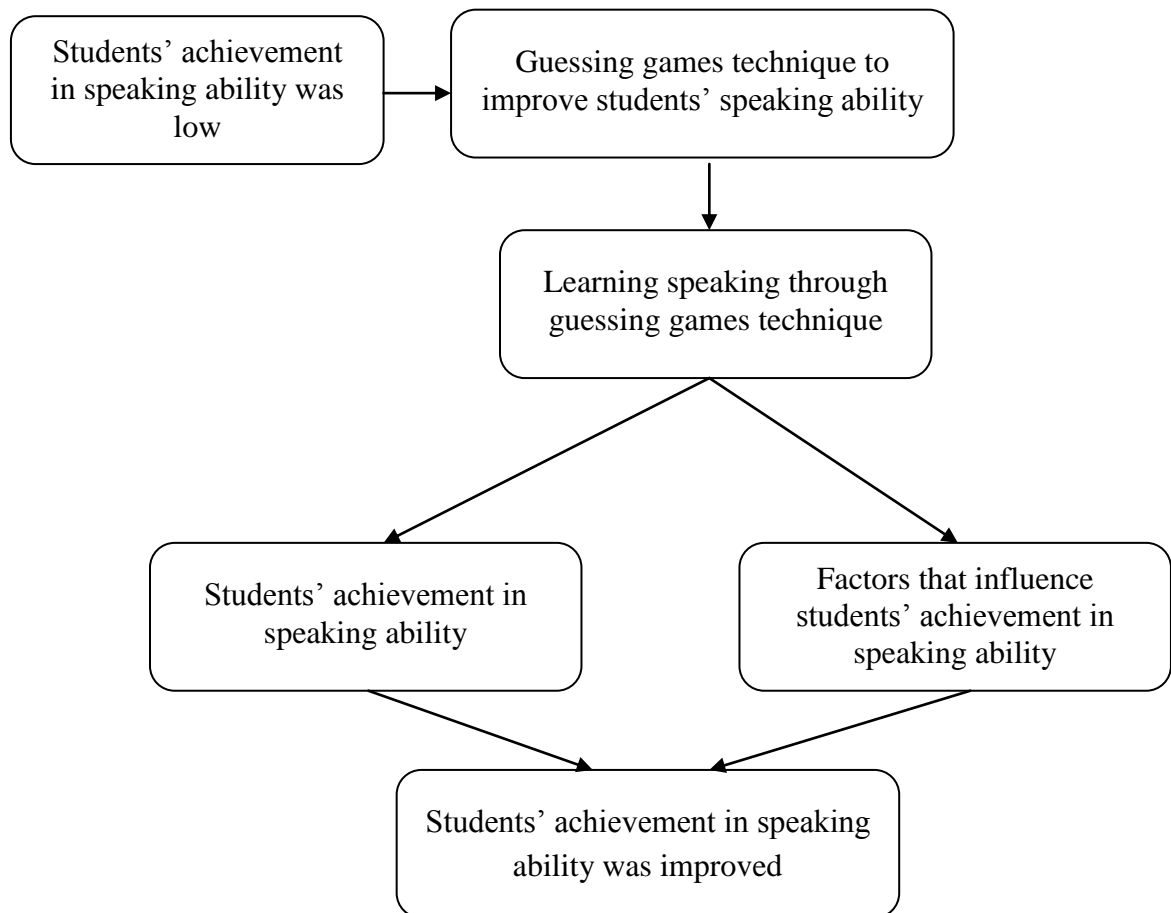 Students’ achievement
in speaking ability was
low
Guessing games technique to
improve students’ speaking ability
Learning speaking through
guessing games technique
Students’ achievement in
speaking ability
Factors that influence
students’ achievement in
speaking ability
Students’ achievement in speaking
ability was improved